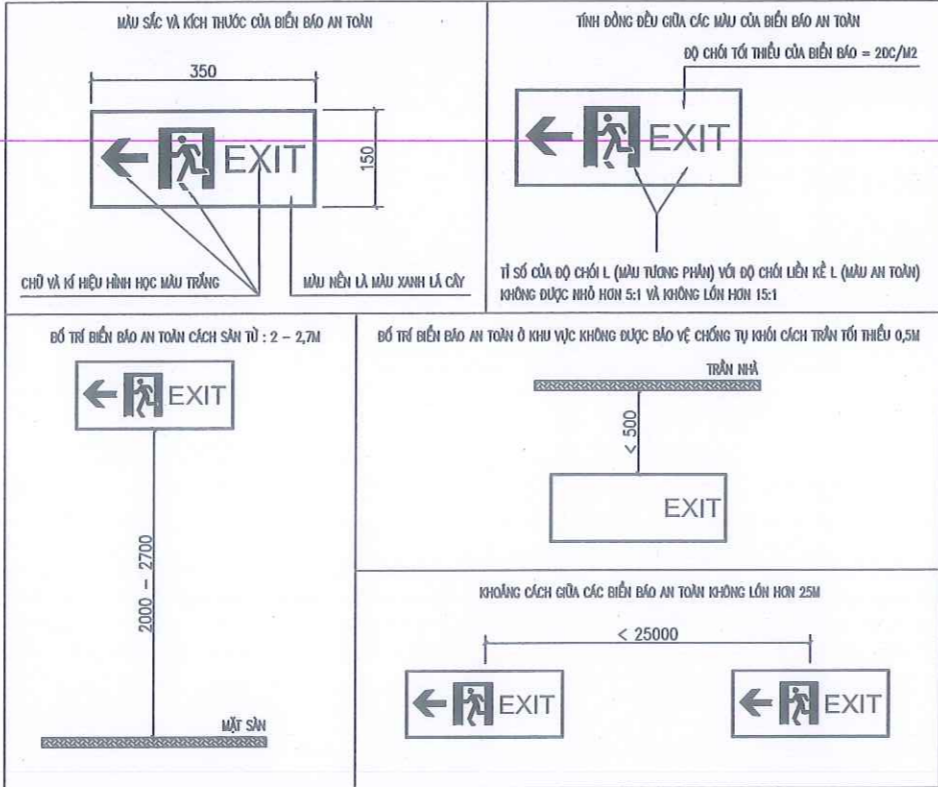 MÀU SẮC VÀ KÍCH THƯỚC CỦA BIỂN BÁO AN TOÀN
350
EXIT
150
CHỮ VÀ KÍ HIỆU HÌNH HỌC MÀU TRẮNG
MÀU NỀN LÀ MÀU XANH LÁ CÂY
TÍNH ĐỒNG ĐỀU GIỮA CÁC MÀU CỦA BIỂN BÁO AN TOÀN
ĐỘ CHÓI TỐI THIỂU CỦA BIỂN BÁO = 2DC/M2
EXIT
TỈ SỐ CỦA ĐỘ CHÓI L (MÀU TƯƠNG PHẢN) VỚI ĐỘ CHÓI LIỀN KỀ L (MÀU AN TOÀN)
KHÔNG ĐƯỢC NHỎ HƠN 5:1 VÀ KHÔNG LỚN HƠN 15:1
BỐ TRÍ BIỂN BÁO AN TOÀN CÁCH SÀN TỪ : 2 - 2,7M
EXIT
2000 - 2700
MẶT SÀN
BỐ TRÍ BIỂN BÁO AN TOÀN Ở KHU VỰC KHÔNG ĐƯỢC BẢO VỆ CHỐNG TỤ KHÓI CÁCH TRẦN TỐI THIỂU 0,5M
TRẦN NHÀ
< 500
EXIT
KHOẢNG CÁCH GIỮA CÁC BIỂN BÁO AN TOÀN KHÔNG LỚN HƠN 25M
< 25000
EXIT
EXIT